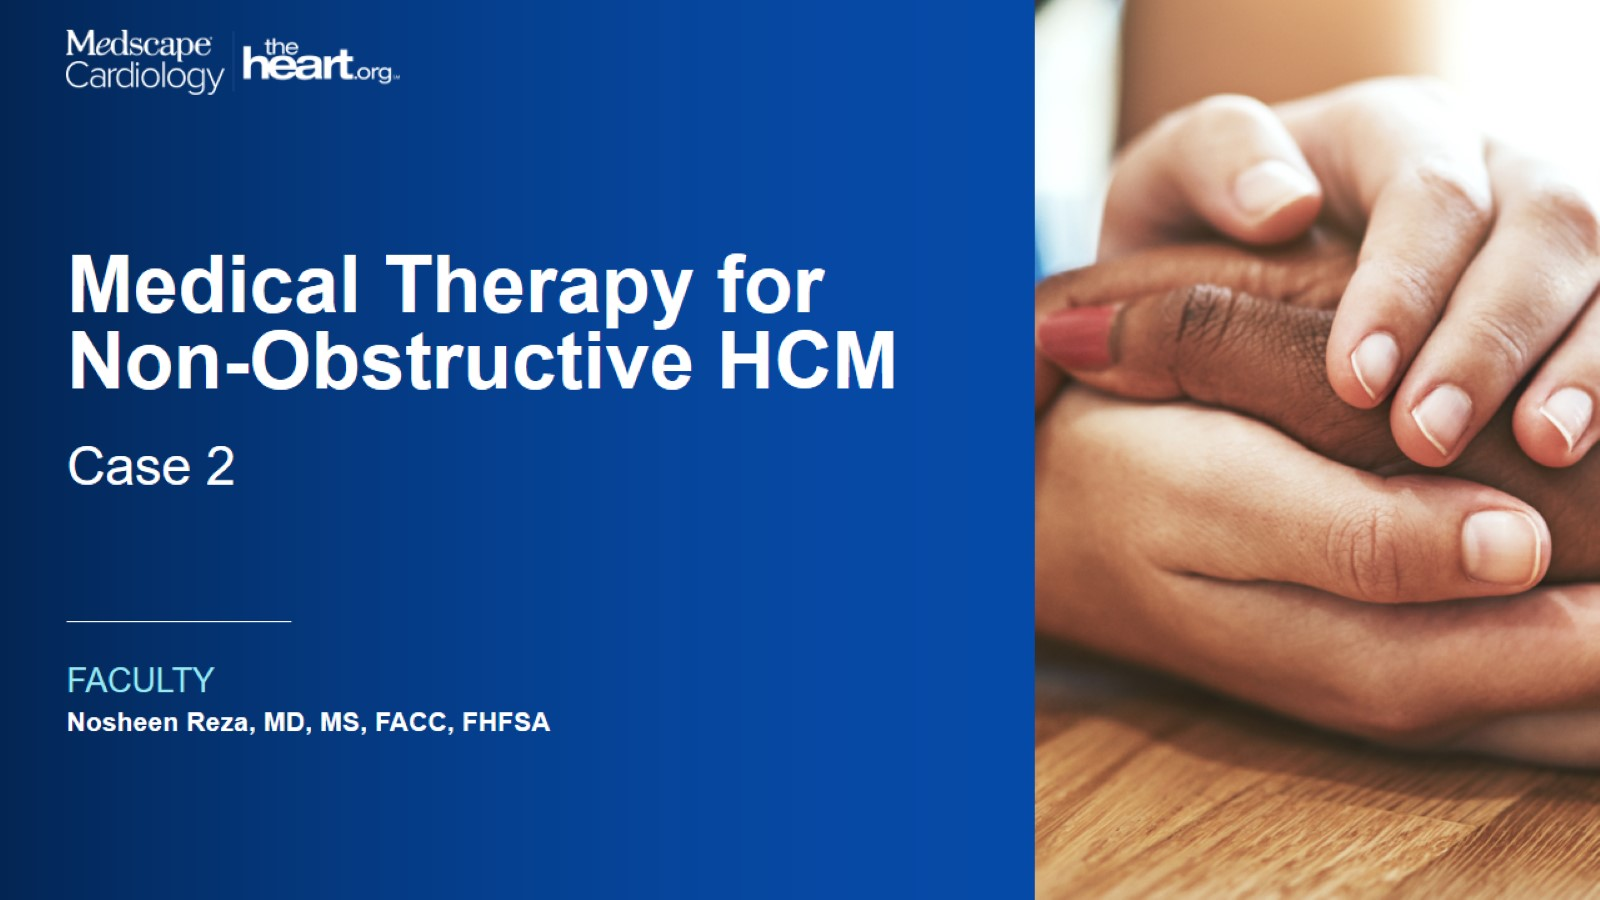 Medscape
Cardiology
the
heart.org
Medical Therapy for
Non-Obstructive HCM
Case 2
FACULTY
Nosheen Reza, MD, MS, FACC, FHFSA